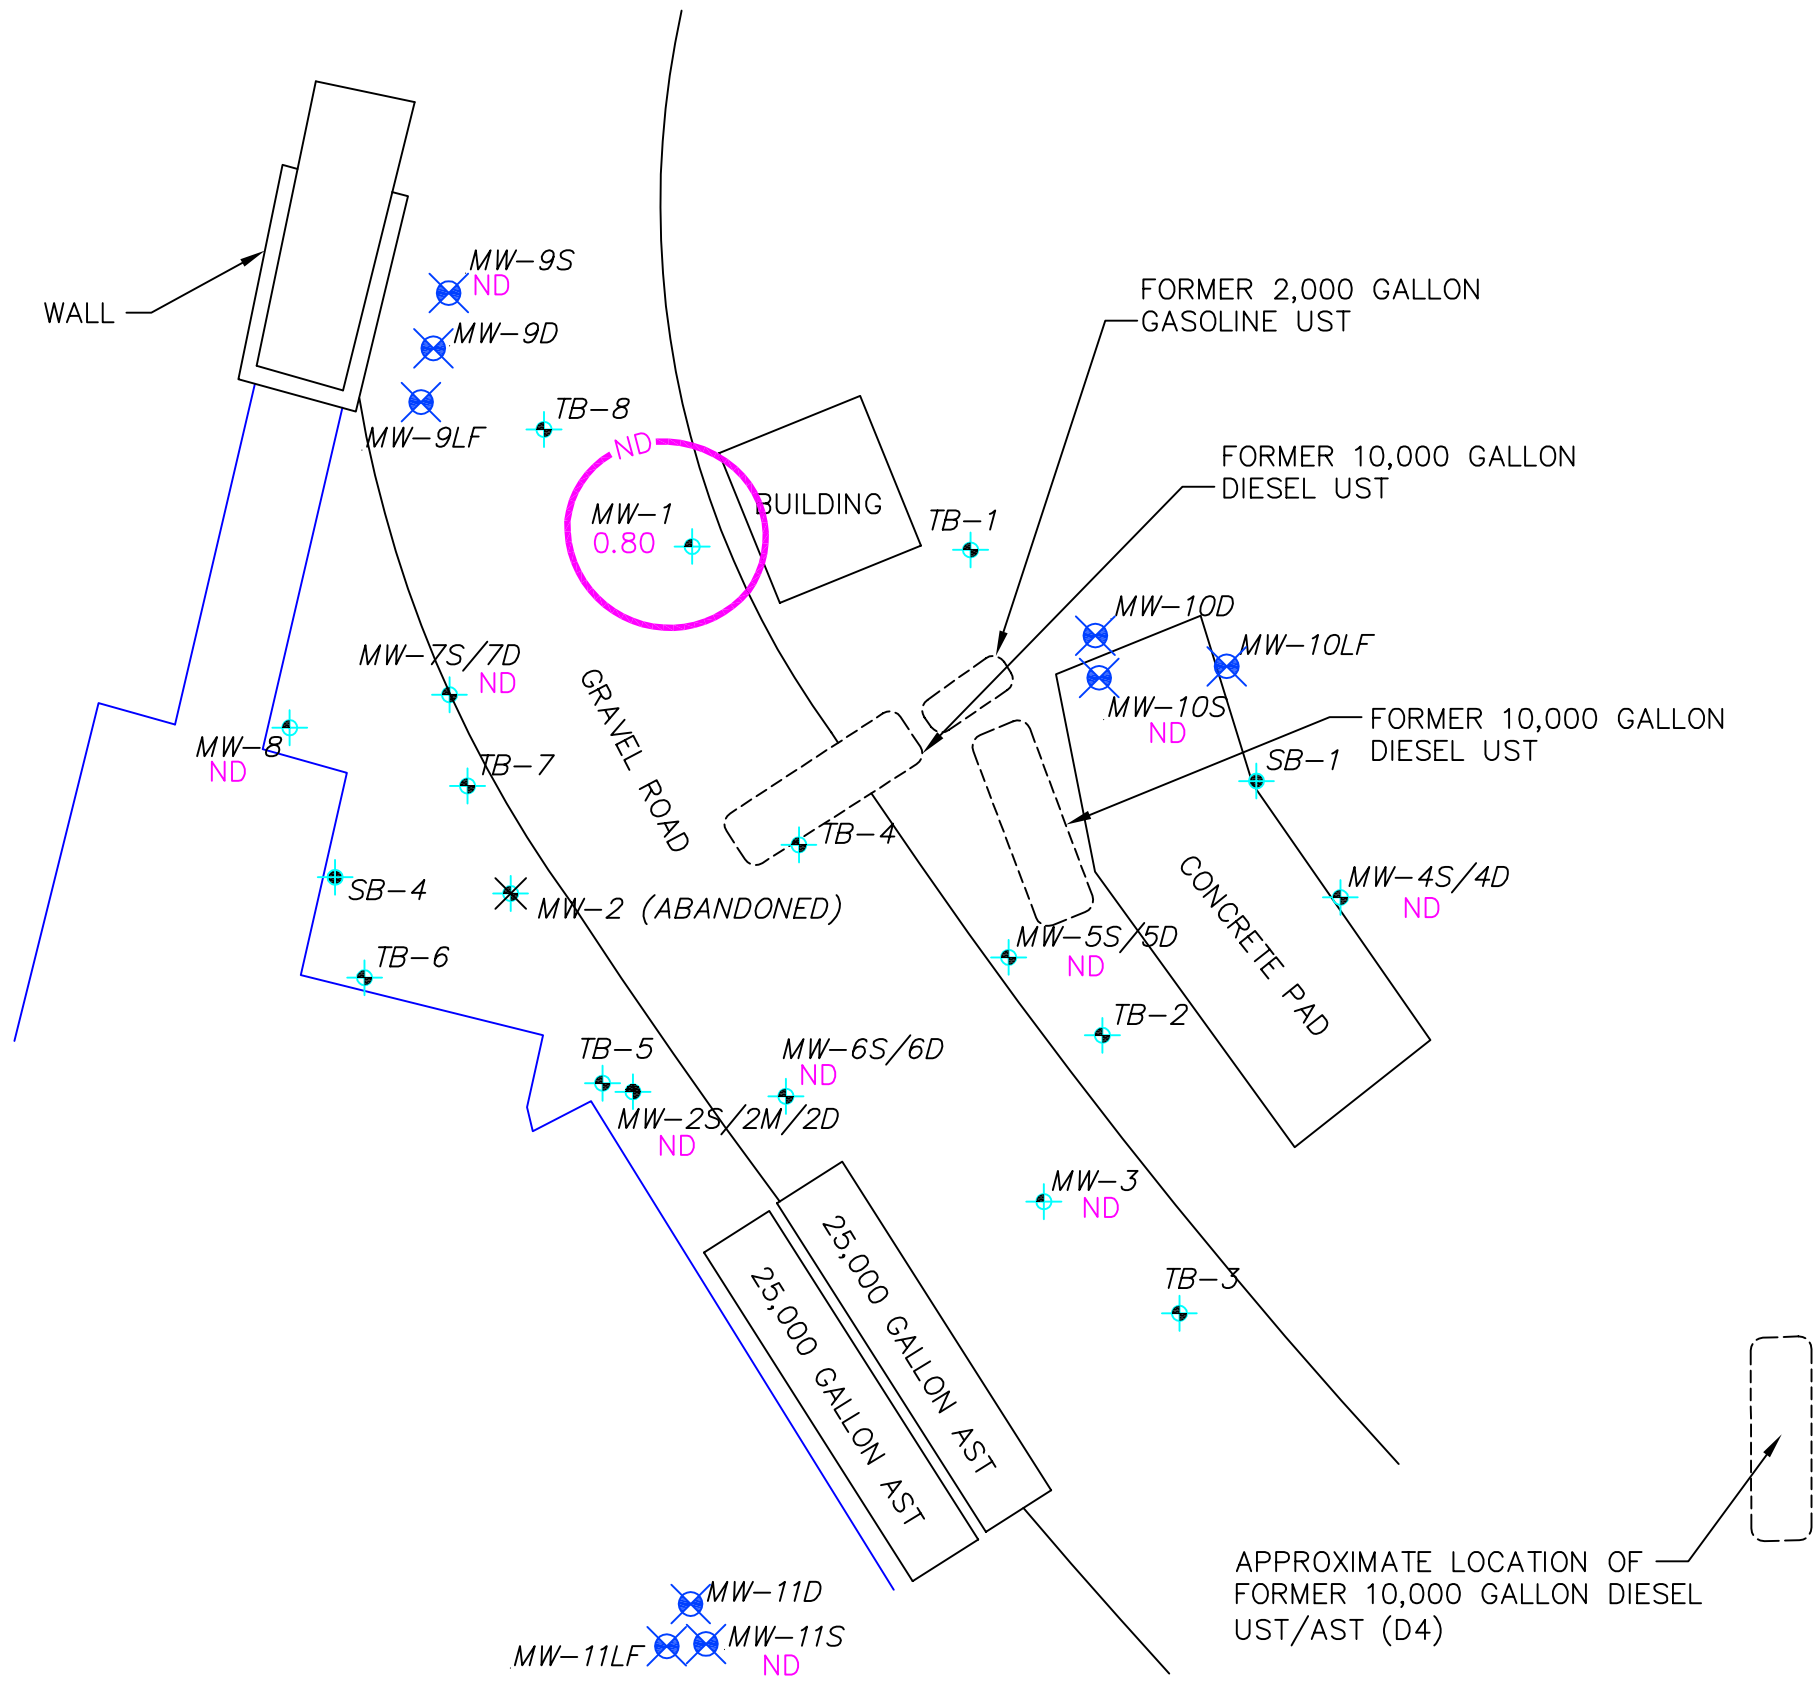 MW-9S
ND
WALL
MW-9D
MW-9LF
TB-8
FORMER 2,000 GALLON
GASOLINE UST
ND
MW-1
0.80
BUILDING
TB-1
FORMER 10,000 GALLON
DIESEL UST
MW-10D
MW-10LF
MW-10S
ND
MW-7S/7D
ND
GRAVEL ROAD
FORMER 10,000 GALLON
DIESEL UST
MW-8
ND
TB-7
SB-1
TB-4
SB-4
MW-2 (ABANDONED)
MW-4S/4D
ND
CONCRETE PAD
MW-5S/5D
ND
TB-6
TB-2
TB-5
MW-6S/6D
ND
MW-2S/2M/2D
ND
MW-3
ND
TB-3
25,000 GALLON AST
25,000 GALLON AST
APPROXIMATE LOCATION OF
FORMER 10,000 GALLON DIESEL
UST/AST (D4)
MW-11D
MW-11LF
MW-11S
ND